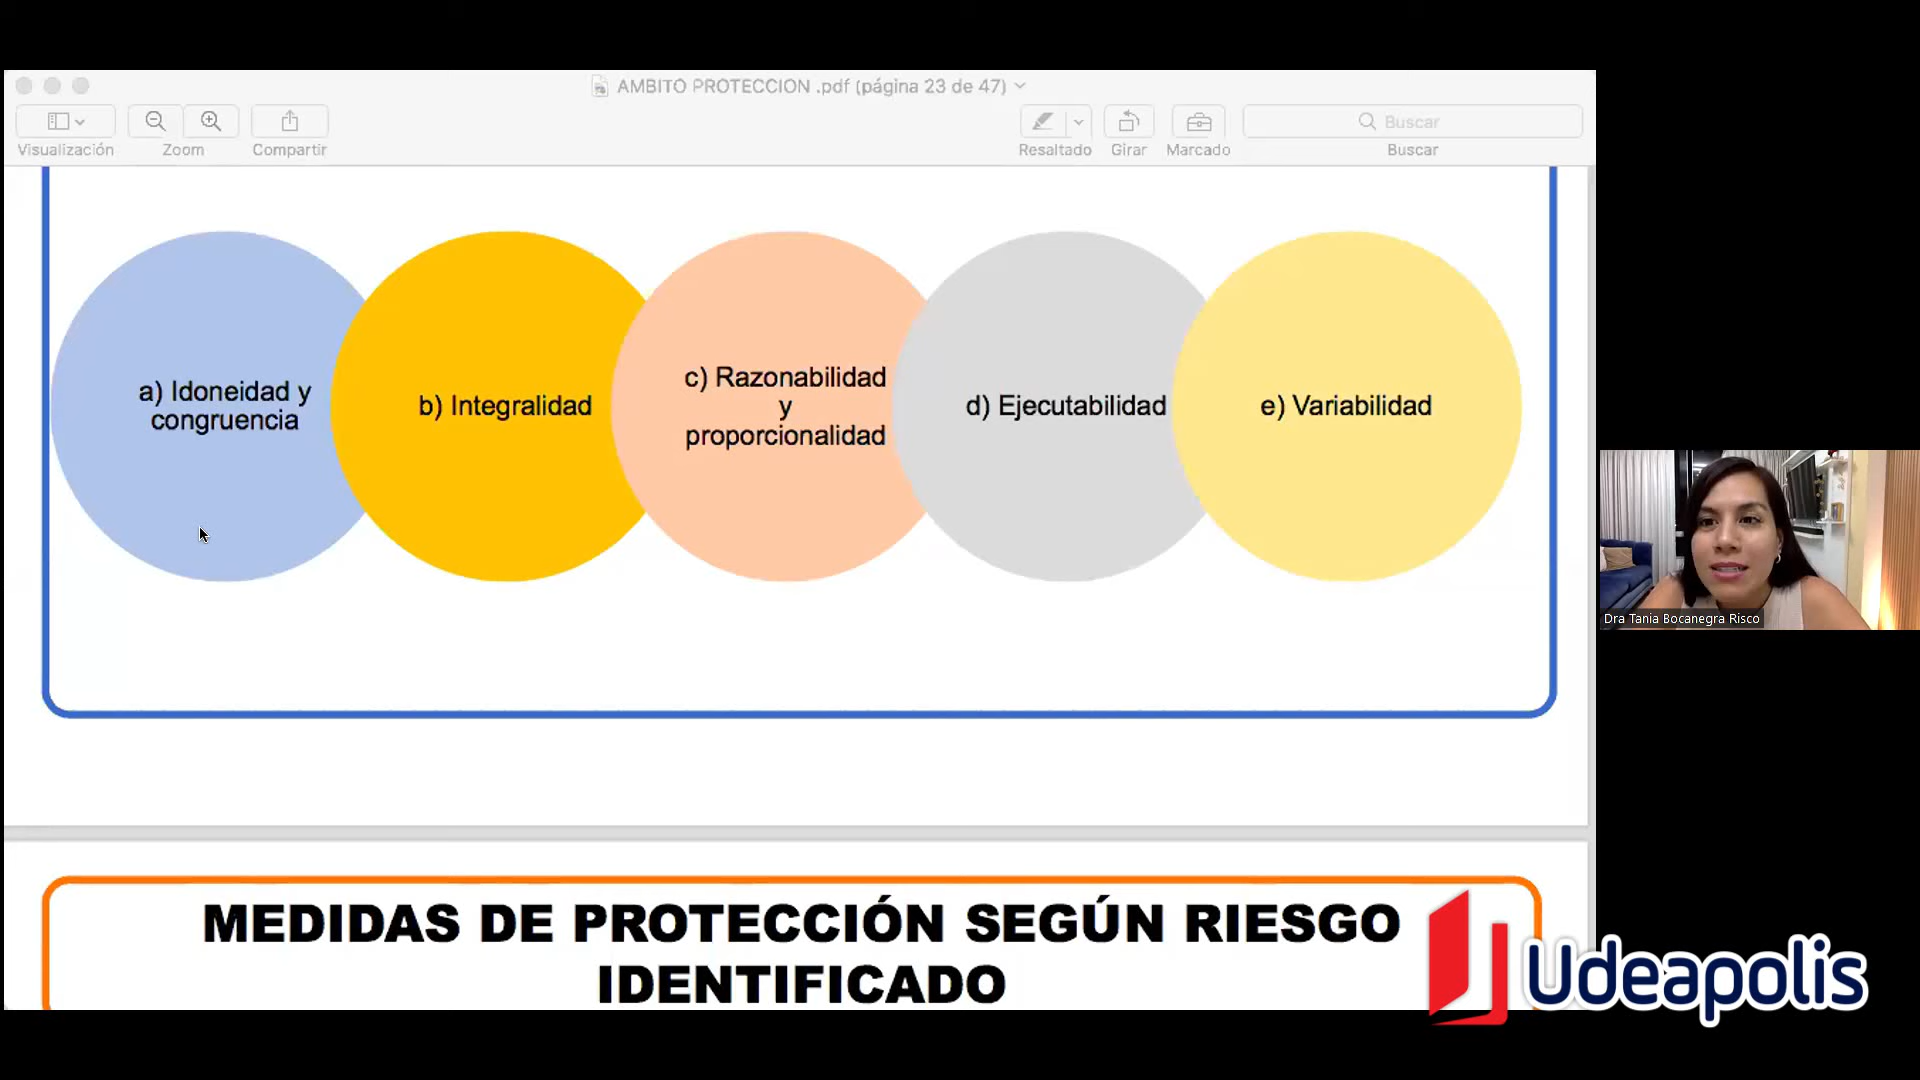 AMBITO PROTECCION .pdf (página 23 de 47)
Visualización
Zoom
Compartir
Resaltado
Girar
Marcado
Buscar
Buscar
a) Idoneidad y
congruencia
b) Integralidad
c) Razonabilidad
y
proporcionalidad
d) Ejecutabilidad
e) Variabilidad
Dra Tania Bocanegra Risco
MEDIDAS DE PROTECCIÓN SEGÚN RIESGO
IDENTIFICADO
Udeapolis